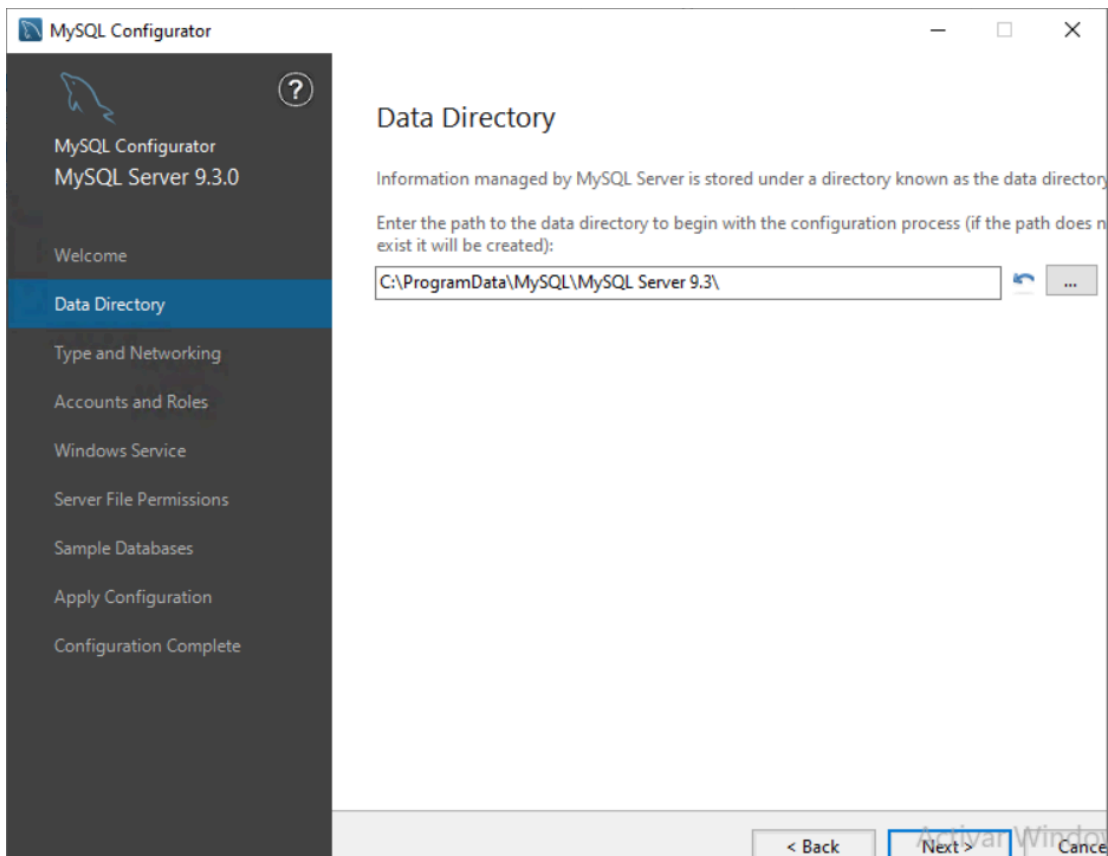 MySQL Configurator
?
MySQL Configurator
MySQL Server 9.3.0
Welcome
Data Directory
Type and Networking
Accounts and Roles
Windows Service
Server File Permissions
Sample Databases
Apply Configuration
Configuration Complete
Data Directory
Information managed by MySQL Server is stored under a directory known as the data directory
Enter the path to the data directory to begin with the configuration process (if the path does n
exist it will be created):
C:\ProgramData\MySQL\MySQL Server 9.3\
...
< Back
Next >
Cance
Activar Window